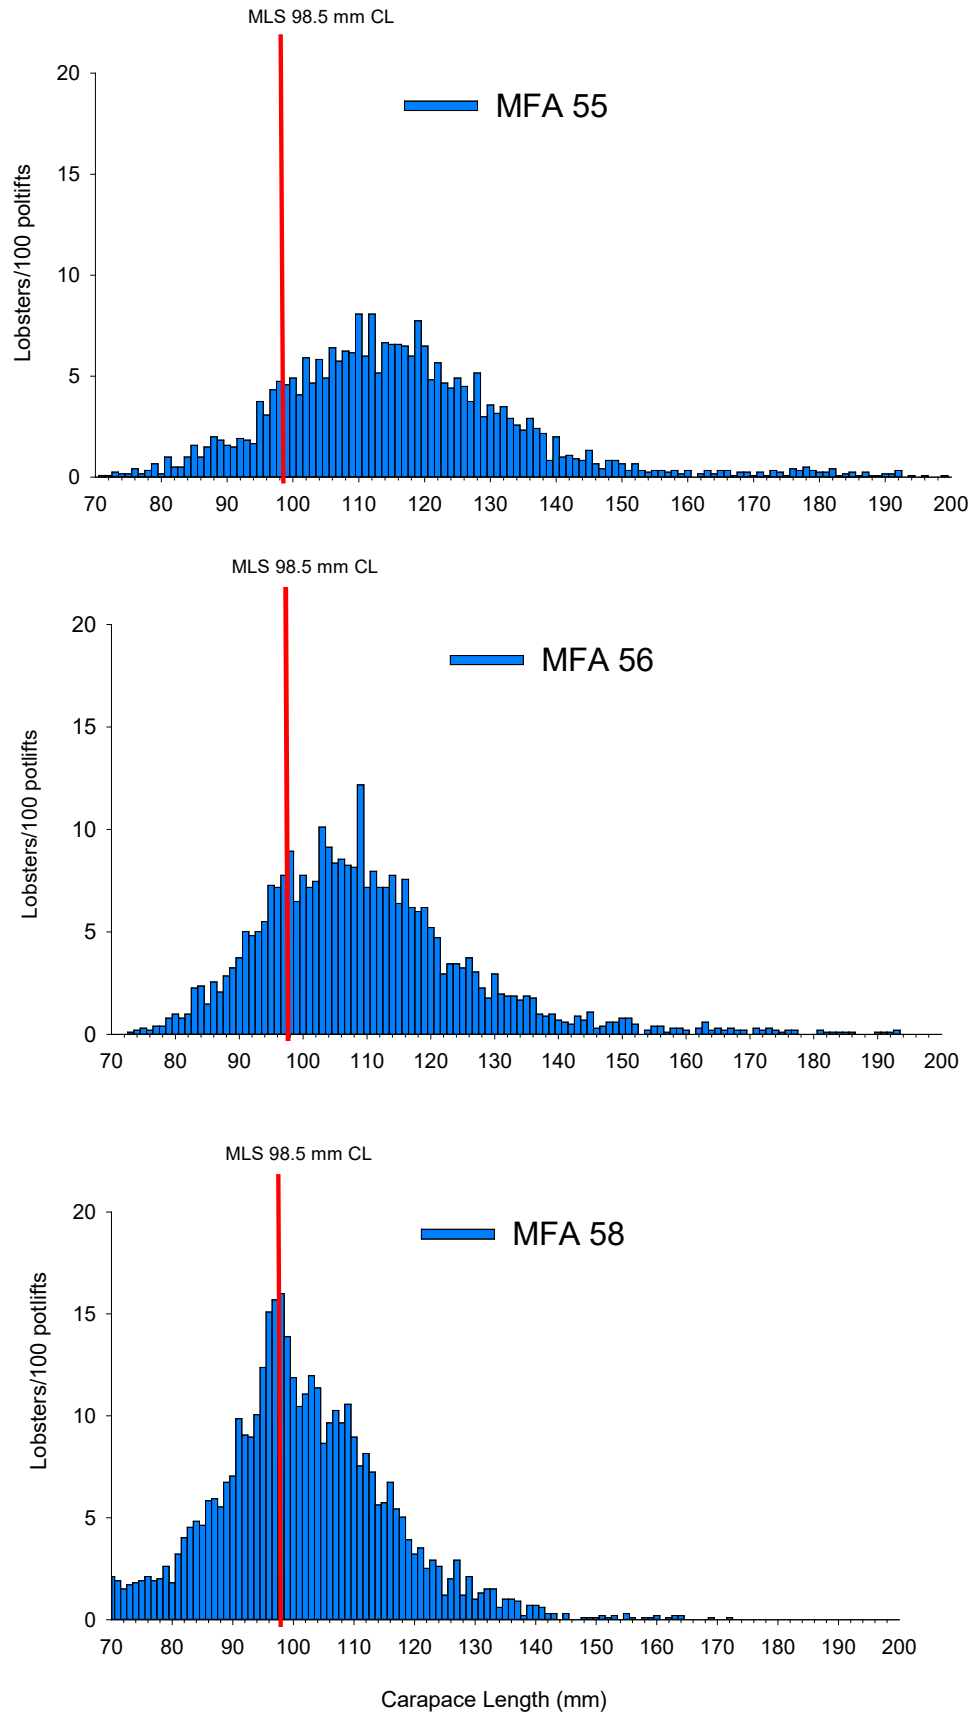 MLS 98.5 mm CL
20
MFA 55
15
Lobsters/100 poltifts
10
5
0
70 80 90 100 110 120 130 140 150 160 170 180 190 200
MLS 98.5 mm CL
20
MFA 56
15
Lobsters/100 potlifts
10
5
0
70 80 90 100 110 120 130 140 150 160 170 180 190 200
MLS 98.5 mm CL
20
MFA 58
15
Lobsters/100 potlifts
10
5
0
70 80 90 100 110 120 130 140 150 160 170 180 190 200
Carapace Length (mm)